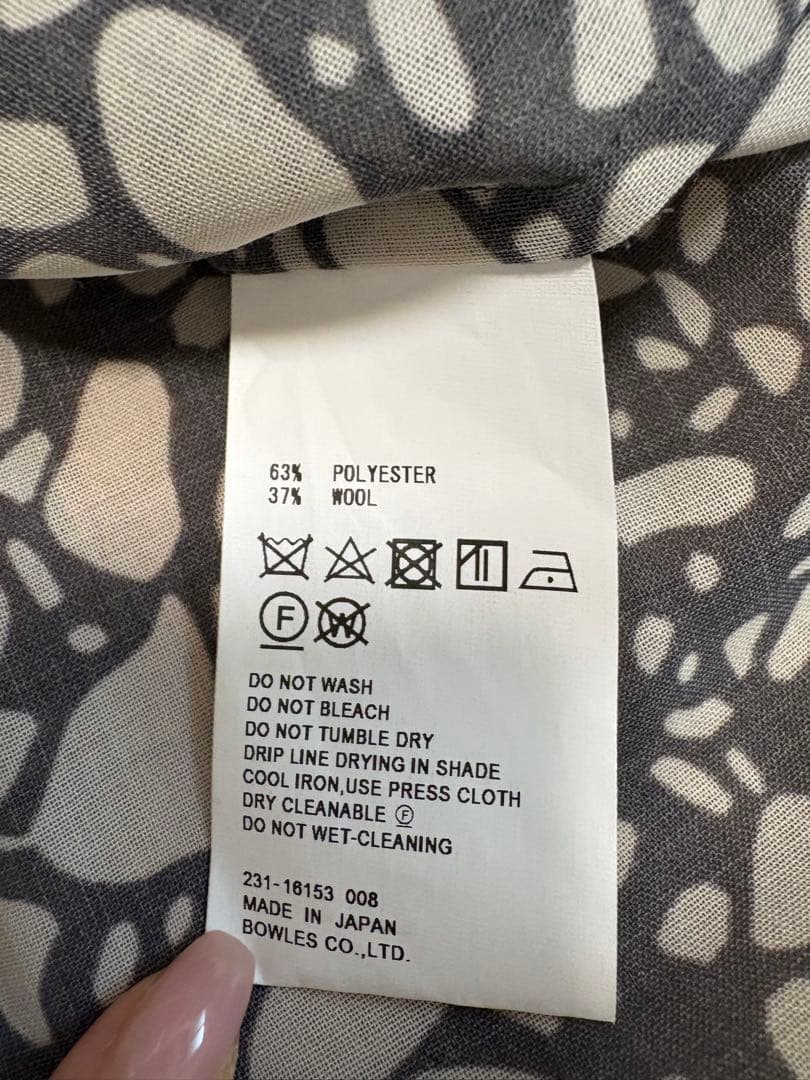 63% POLYESTER
37% WOOL
F W
DO NOT WASH
DO NOT BLEACH
DO NOT TUMBLE DRY
DRIP LINE DRYING IN SHADE
COOL IRON,USE PRESS CLOTH
DRY CLEANABLE Ⓕ
DO NOT WET-CLEANING
231-16153 008
MADE IN JAPAN
BOWLES CO.,LTD.